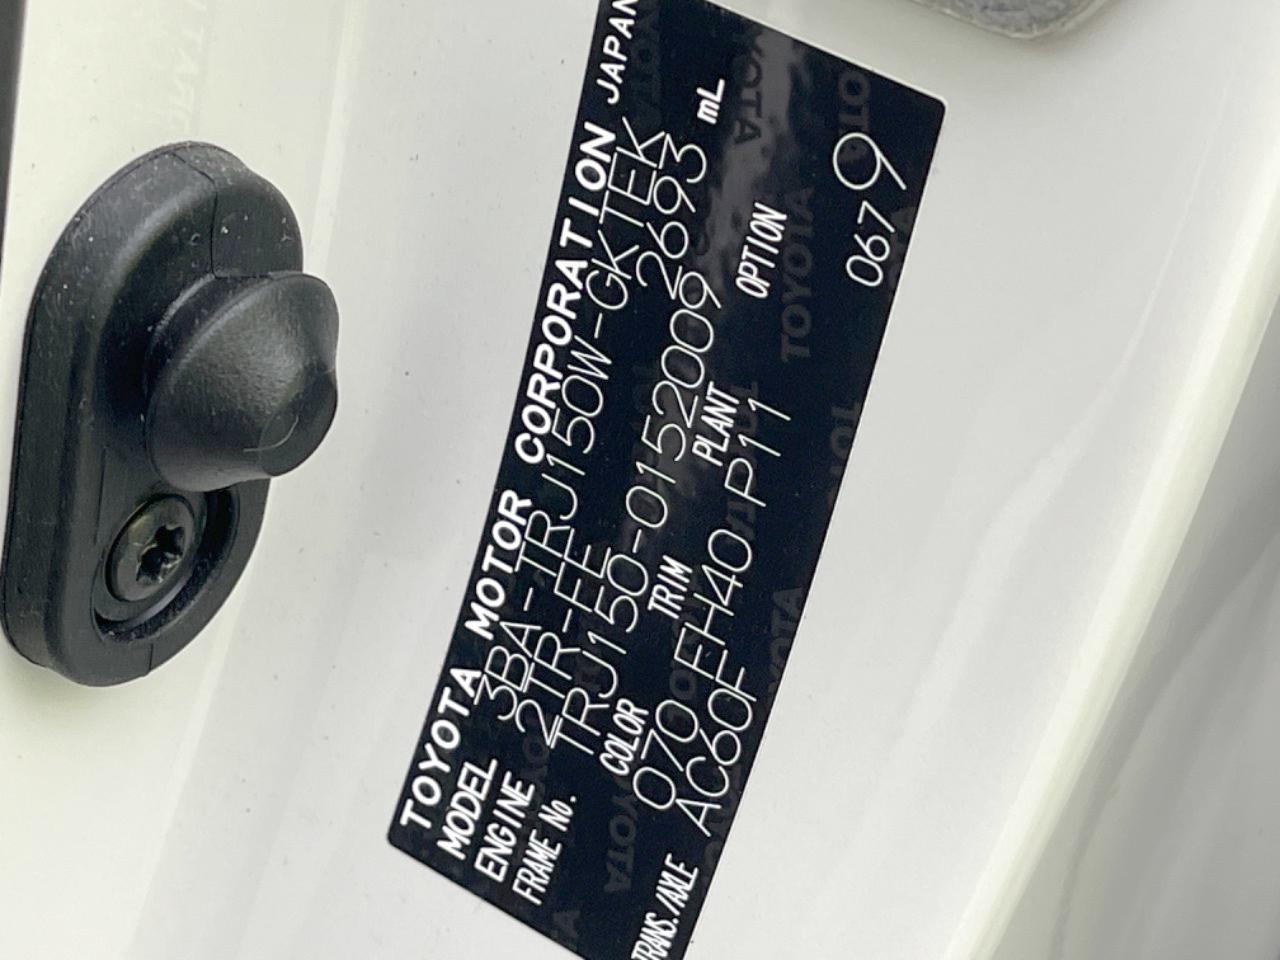 TOYOTA MOTOR CORPORATION JAPAN
MODEL 3BA-TRJ150W-GKTEK
ENGINE 2TR-FE 2693 mL
FRAME No. TRJ150-0152009
COLOR TRIM PLANT OPTION
070 FH40 P11
TRANS./AXLE AC60F 0679